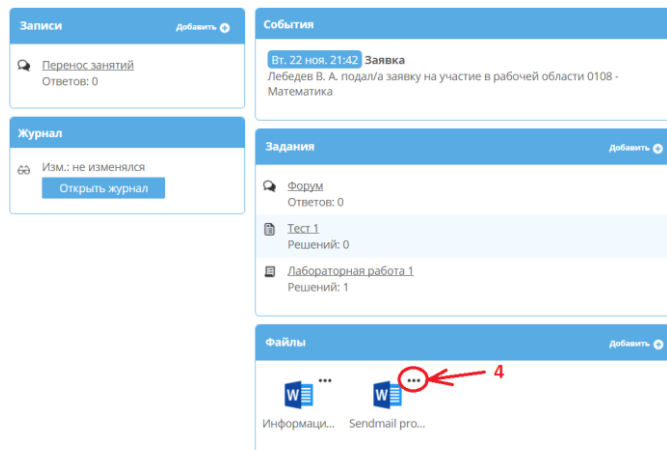 Записи
Добавить
Перенос занятий
Ответов: 0
Журнал
Изм.: не изменялся
Открыть журнал
События
Вт. 22 ноя. 21:42 Заявка
Лебедев В. А. подал/а заявку на участие в рабочей области 0108 -
Математика
Задания
Добавить
Форум
Ответов: 0
Тест 1
Решений: 0
Лабораторная работа 1
Решений: 1
Файлы
Добавить
4
Информаци...
Sendmail pro...